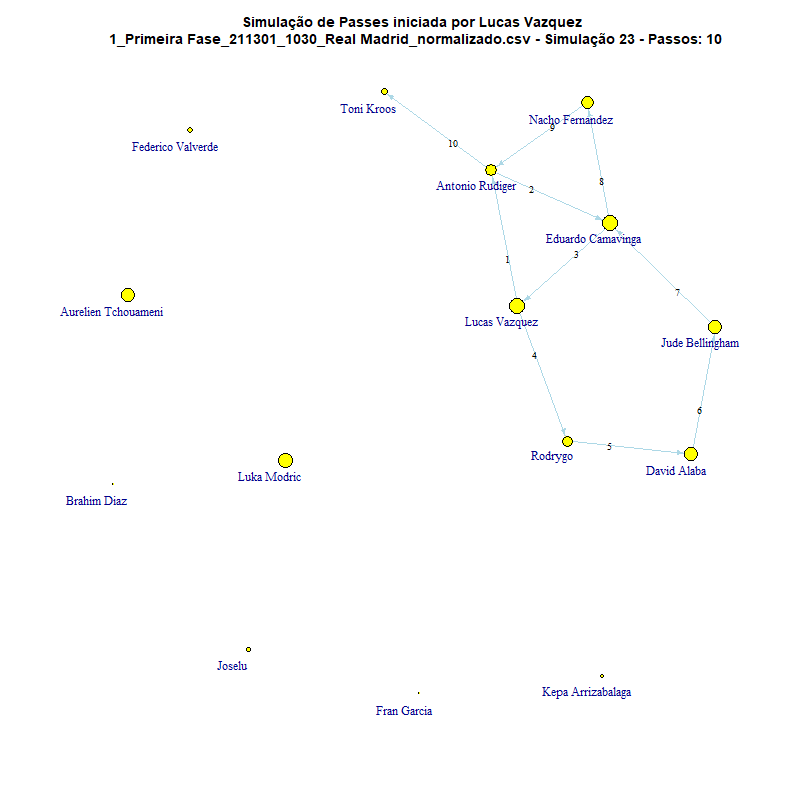 Simulação de Passes iniciada por Lucas Vazquez
1_Primeira Fase_211301_1030_Real Madrid_normalizado.csv - Simulação 23 - Passos: 10
Toni Kroos
Nacho Fernandez
9
Federico Valverde
10
Antonio Rudiger
2
8
Eduardo Camavinga
3
1
7
Aurelien Tchouameni
Lucas Vazquez
Jude Bellingham
4
6
5
Rodrygo
David Alaba
Luka Modric
Brahim Diaz
Joselu
Kepa Arrizabalaga
Fran Garcia